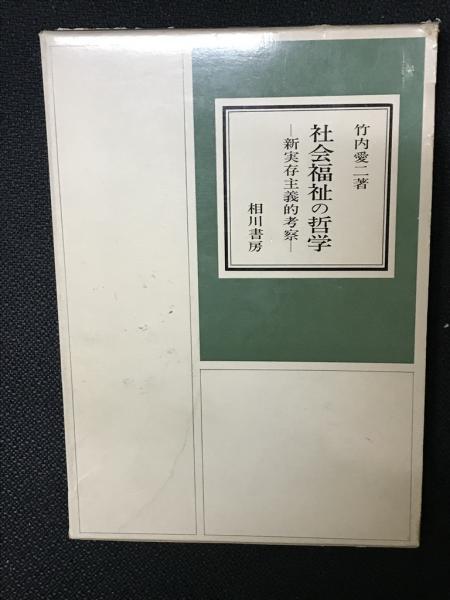 竹内愛二著
社会福祉の哲学
―新実存主義的考察―
相川書房